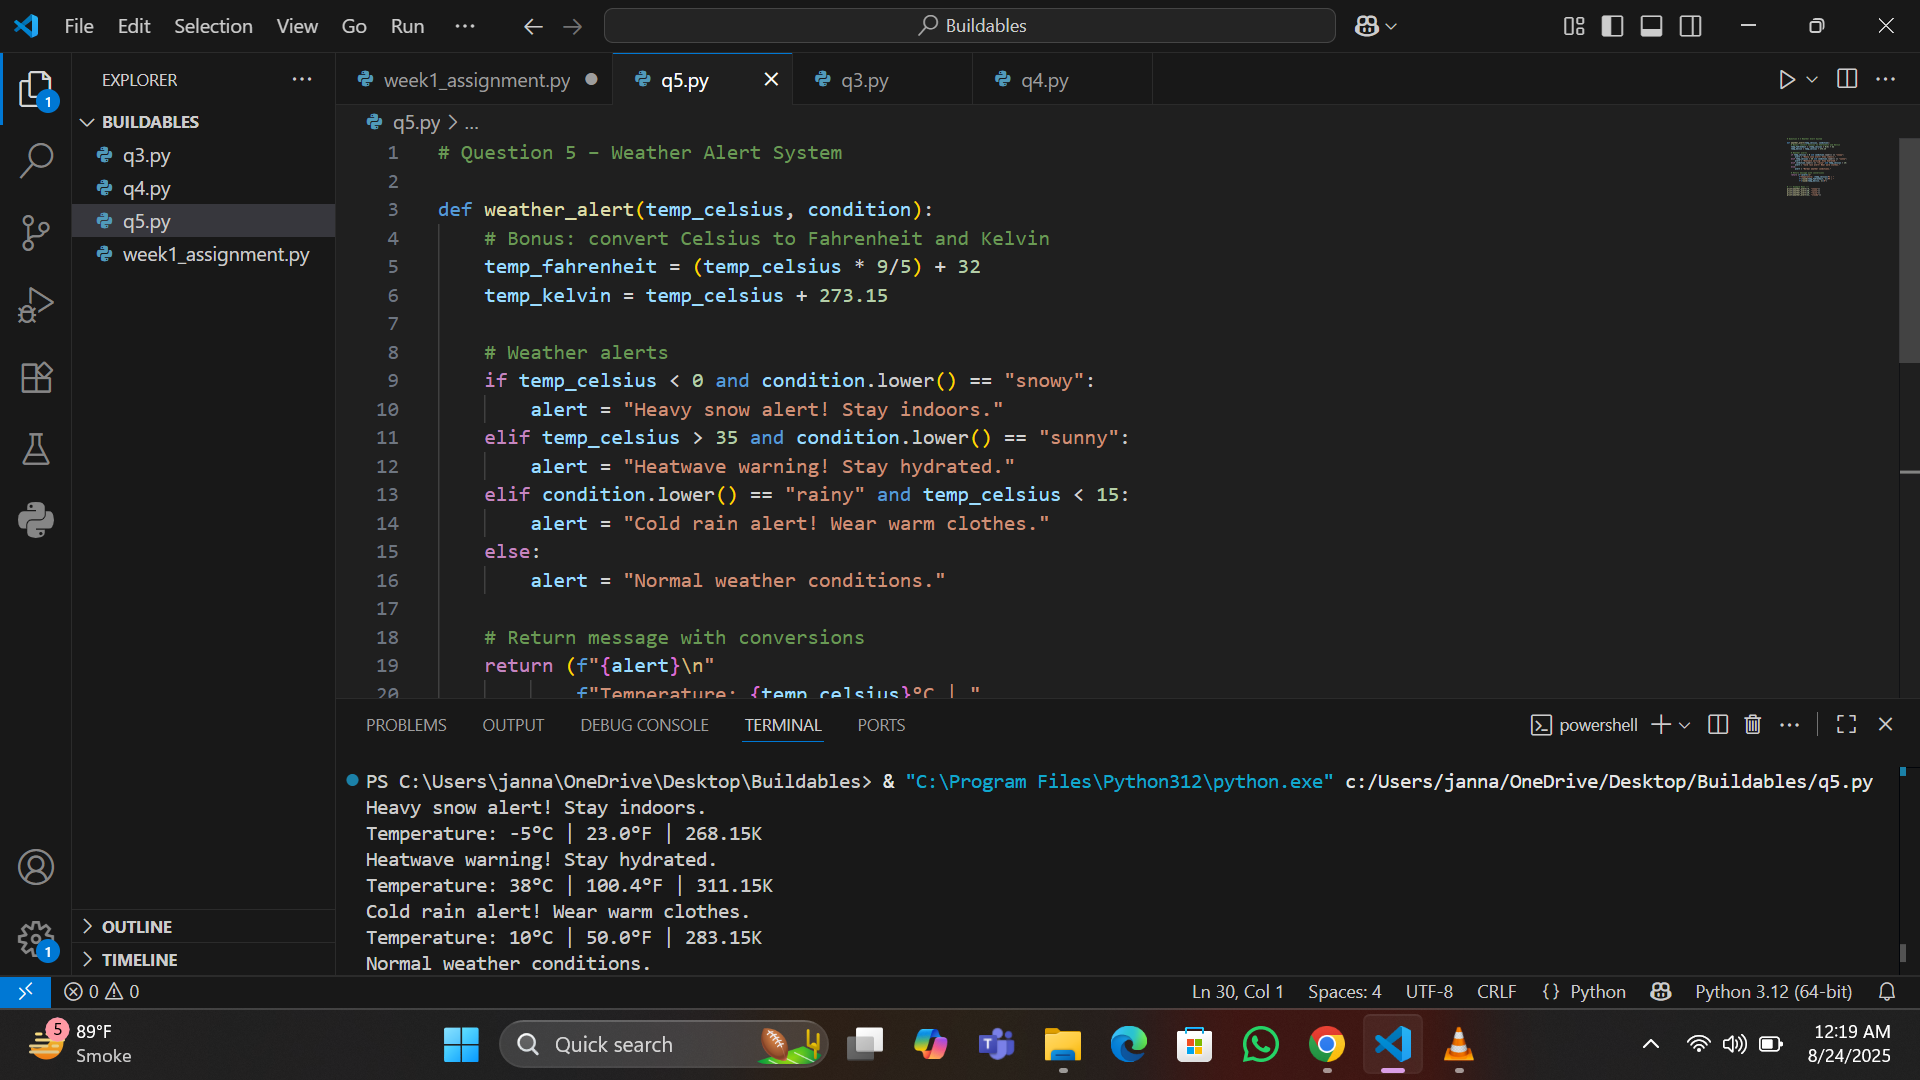 File Edit Selection View Go Run ... Buildables
EXPLORER
BUILDABLES
q3.py
q4.py
q5.py
week1_assignment.py
OUTLINE
TIMELINE
1
1
week1_assignment.py q5.py q3.py q4.py
q5.py > ...
1 # Question 5 – Weather Alert System
2
3 def weather_alert(temp_celsius, condition):
4 # Bonus: convert Celsius to Fahrenheit and Kelvin
5 temp_fahrenheit = (temp_celsius * 9/5) + 32
6 temp_kelvin = temp_celsius + 273.15
7
8 # Weather alerts
9 if temp_celsius < 0 and condition.lower() == "snowy":
10 alert = "Heavy snow alert! Stay indoors."
11 elif temp_celsius > 35 and condition.lower() == "sunny":
12 alert = "Heatwave warning! Stay hydrated."
13 elif condition.lower() == "rainy" and temp_celsius < 15:
14 alert = "Cold rain alert! Wear warm clothes."
15 else:
16 alert = "Normal weather conditions."
17
18 # Return message with conversions
19 return (f"{alert}\n"
20 f"Temperature: {temp_celsius}°C | "
PROBLEMS OUTPUT DEBUG CONSOLE TERMINAL PORTS
powershell
PS C:\Users\janna\OneDrive\Desktop\Buildables> & "C:\Program Files\Python312\python.exe" c:/Users/janna/OneDrive/Desktop/Buildables/q5.py
Heavy snow alert! Stay indoors.
Temperature: -5°C | 23.0°F | 268.15K
Heatwave warning! Stay hydrated.
Temperature: 38°C | 100.4°F | 311.15K
Cold rain alert! Wear warm clothes.
Temperature: 10°C | 50.0°F | 283.15K
Normal weather conditions.
0 0 Ln 30, Col 1 Spaces: 4 UTF-8 CRLF {} Python Python 3.12 (64-bit)
5
89°F
Smoke
Quick search
12:19 AM
8/24/2025